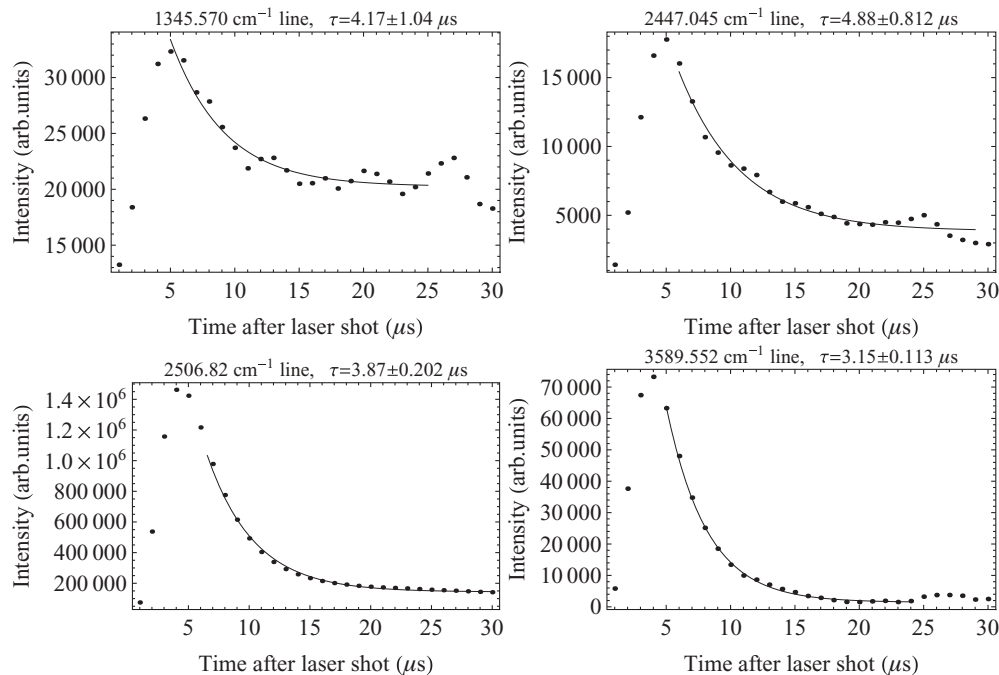 1345.570 cm⁻¹ line, τ=4.17±1.04 μs
Intensity (arb.units)
30 000
25 000
20 000
15 000
5 10 15 20 25 30
Time after laser shot (μs)
2447.045 cm⁻¹ line, τ=4.88±0.812 μs
Intensity (arb.units)
15 000
10 000
5000
5 10 15 20 25 30
Time after laser shot (μs)
2506.82 cm⁻¹ line, τ=3.87±0.202 μs
Intensity (arb.units)
1.4 × 10⁶
1.2 × 10⁶
1.0 × 10⁶
800 000
600 000
400 000
200 000
5 10 15 20 25 30
Time after laser shot (μs)
3589.552 cm⁻¹ line, τ=3.15±0.113 μs
Intensity (arb.units)
70 000
60 000
50 000
40 000
30 000
20 000
10 000
0
5 10 15 20 25 30
Time after laser shot (μs)